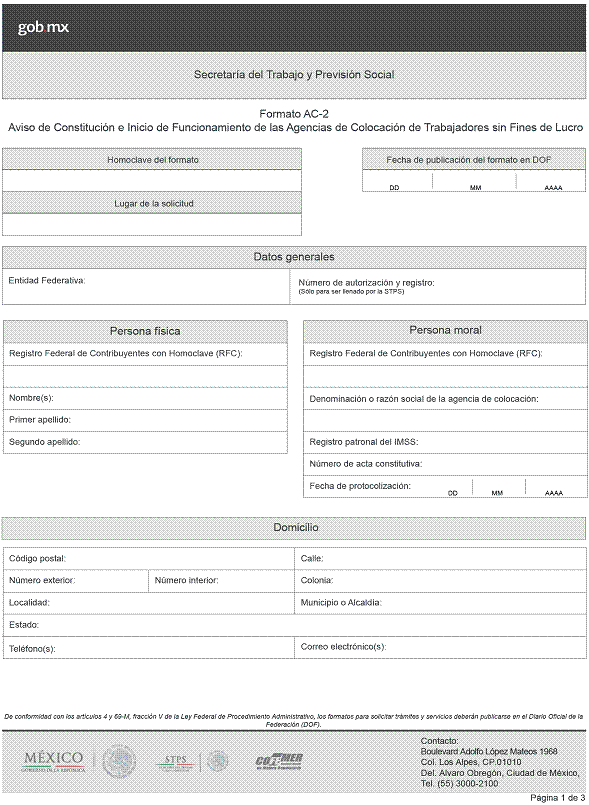 gob mx
Secretaría del Trabajo y Previsión Social
Formato AC-2
Aviso de Constitución e Inicio de Funcionamiento de las Agencias de Colocación de Trabajadores sin Fines de Lucro
Homoclave del formato
Fecha de publicación del formato en DOF
DD MM AAAA
Lugar de la solicitud
Datos generales
Entidad Federativa:
Número de autorización y registro:
(Sólo para ser llenado por la STPS)
Persona física
Persona moral
Registro Federal de Contribuyentes con Homoclave (RFC):
Registro Federal de Contribuyentes con Homoclave (RFC):
Nombre(s):
Denominación o razón social de la agencia de colocación:
Primer apellido:
Segundo apellido:
Registro patronal del IMSS:
Número de acta constitutiva:
Fecha de protocolización:
DD MM AAAA
Domicilio
Código postal:
Calle:
Número exterior:
Número interior:
Colonia:
Localidad:
Municipio o Alcaldía:
Estado:
Teléfono(s):
Correo electrónico(s):
De conformidad con los artículos 4 y 69-M, fracción V de la Ley Federal de Procedimiento Administrativo, los formatos para solicitar trámites y servicios deberán publicarse en el Diario Oficial de la
Federación (DOF).
MÉXICO
GOBIERNO DE LA REPÚBLICA
STPS
COFEMER
Contacto:
Boulevard Adolfo López Mateos 1968
Col. Los Alpes, CP.01010
Del. Alvaro Obregón, Ciudad de México,
Tel. (55) 3000-2100
Página 1 de 3